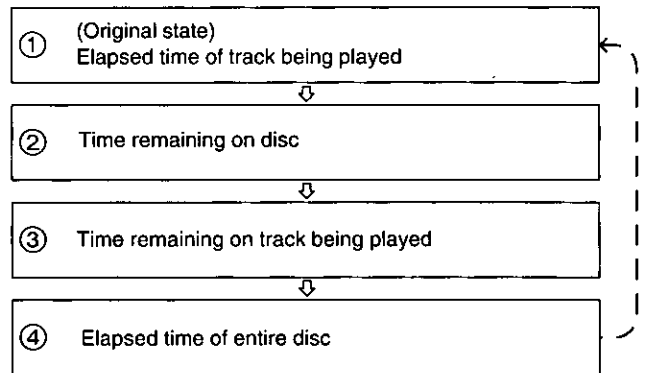 ① (Original state)
Elapsed time of track being played
② Time remaining on disc
③ Time remaining on track being played
④ Elapsed time of entire disc